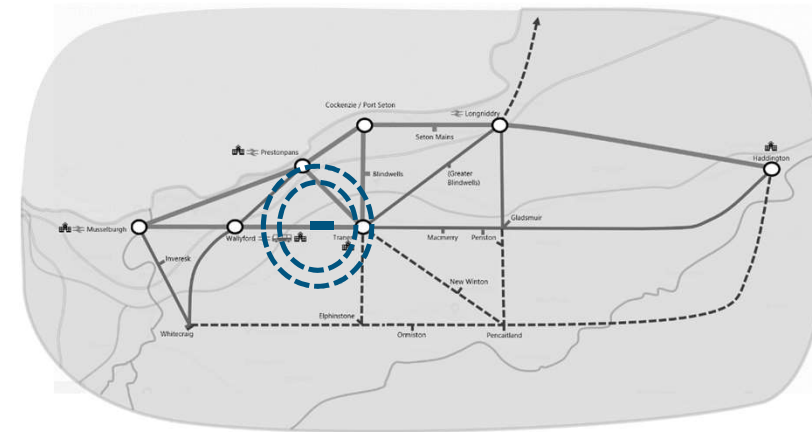 Cockenzie / Port Seton
Longniddry
Seton Mains
Prestonpans
Haddington
Blindwells
(Greater
Blindwells)
Musselburgh
Wallyford
Tranent
Macmerry
Penston
Gladsmuir
Inveresk
New Winton
Elphinstone
Whitecraig
Ormiston
Pencaitland